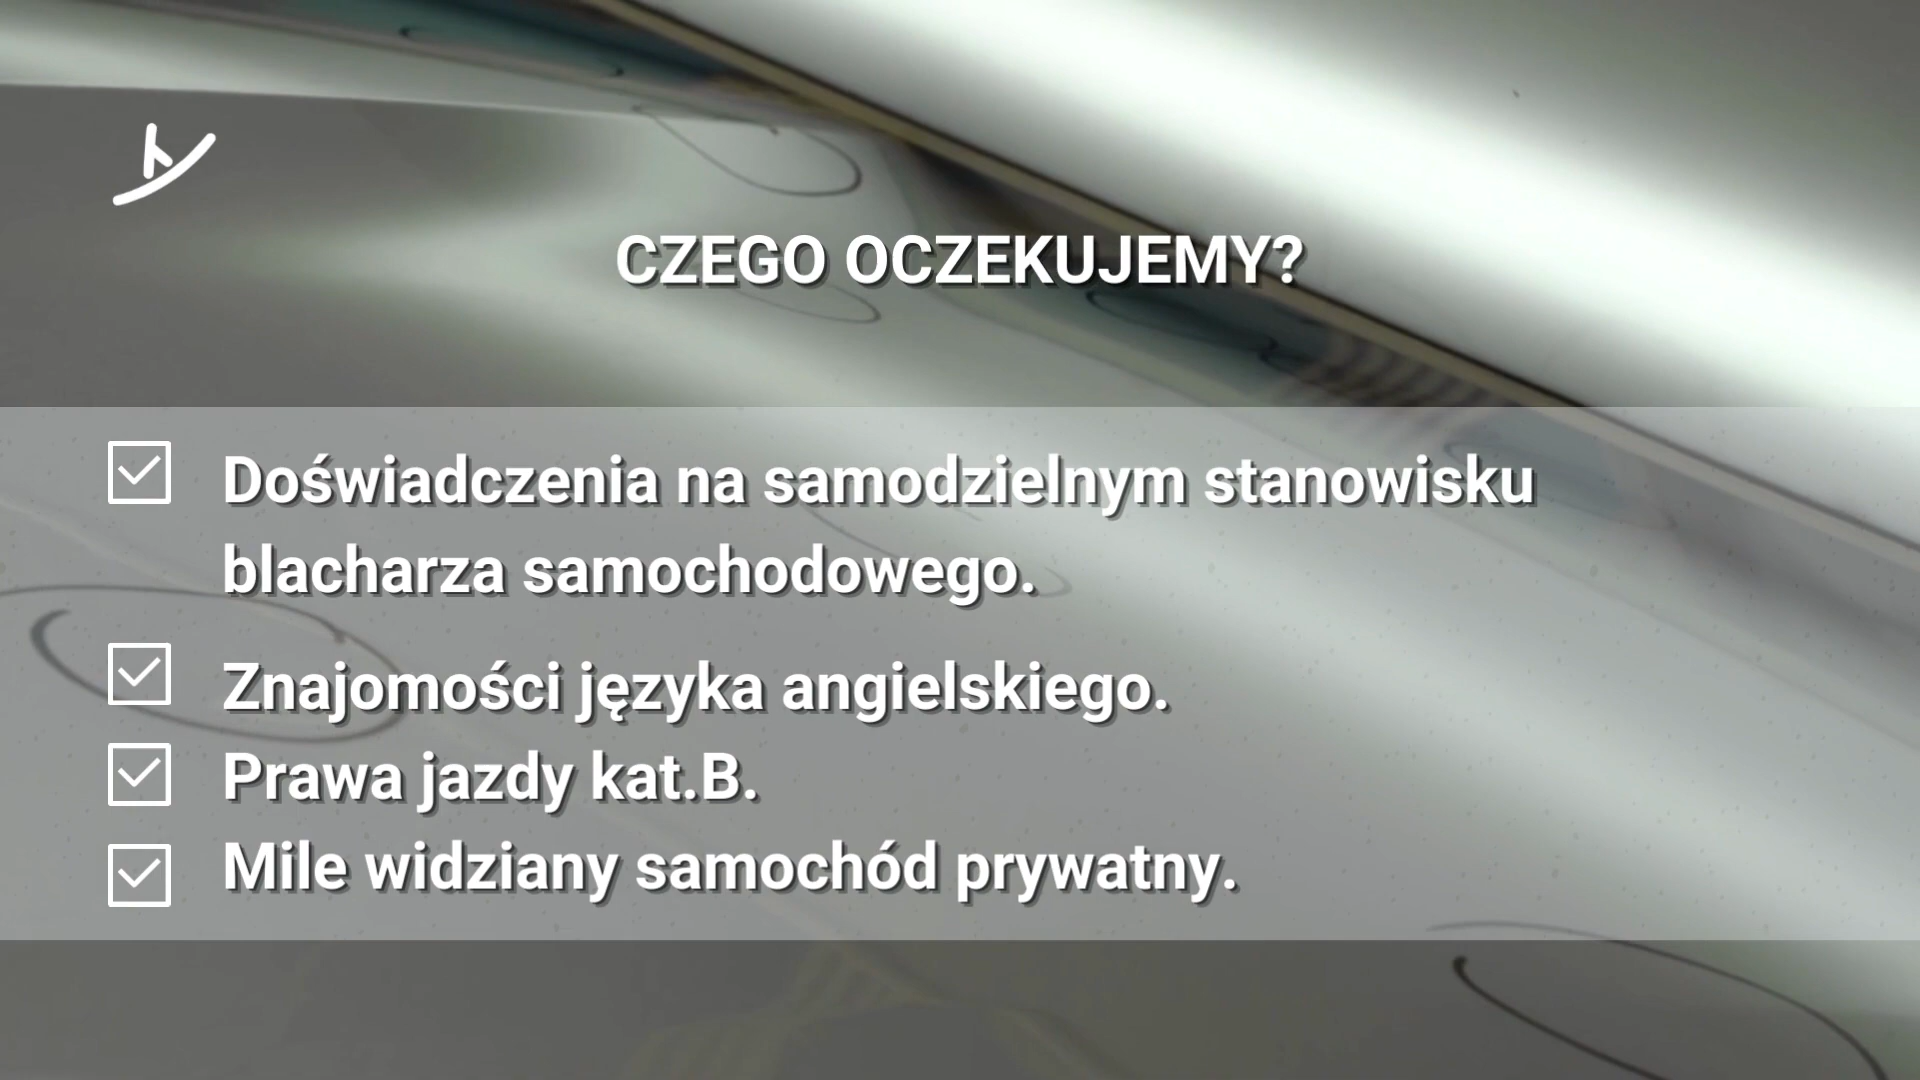 CZEGO OCZEKUJEMY?
Doświadczenia na samodzielnym stanowisku
blacharza samochodowego.
Znajomości języka angielskiego.
Prawa jazdy kat.B.
Mile widziany samochód prywatny.